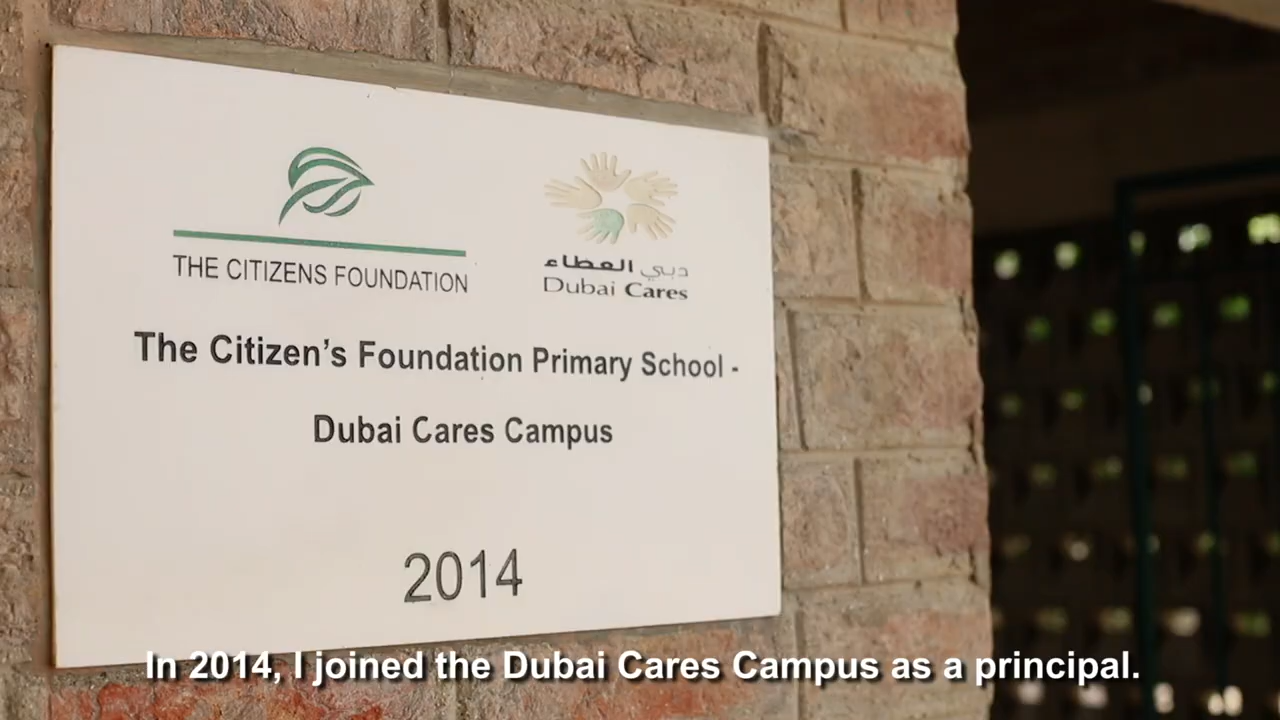 THE CITIZENS FOUNDATION
دبي العطاء
Dubai Cares
The Citizen's Foundation Primary School -
Dubai Cares Campus
2014
In 2014, I joined the Dubai Cares Campus as a principal.